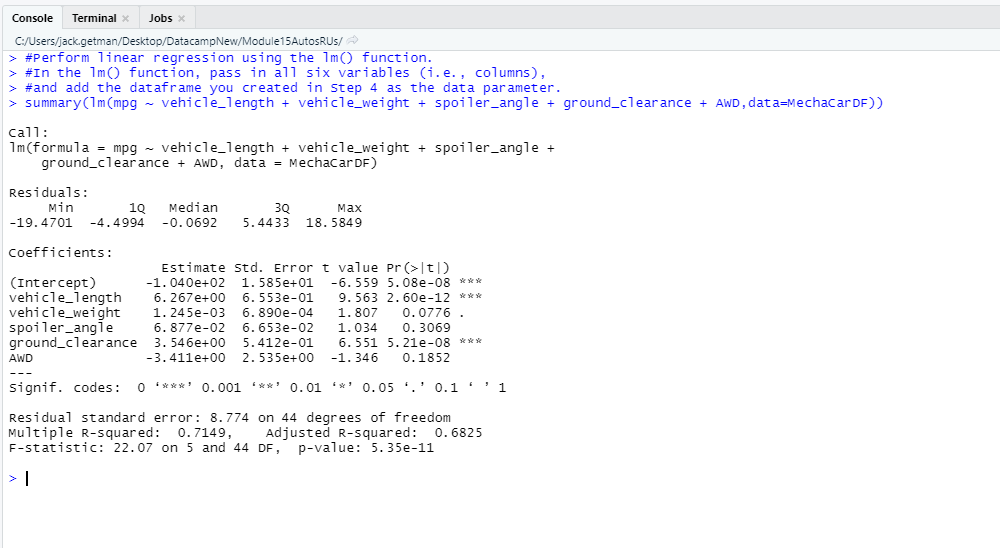 Console Terminal × Jobs ×
C:/Users/jack.getman/Desktop/DatacampNew/Module15AutosRUs/
> #Perform linear regression using the lm() function.
> #In the lm() function, pass in all six variables (i.e., columns),
> #and add the dataframe you created in Step 4 as the data parameter.
> summary(lm(mpg ~ vehicle_length + vehicle_weight + spoiler_angle + ground_clearance + AWD,data=MechaCarDF))
Call:
lm(formula = mpg ~ vehicle_length + vehicle_weight + spoiler_angle +
    ground_clearance + AWD, data = MechaCarDF)
Residuals:
     Min       1Q   Median       3Q      Max
-19.4701  -4.4994  -0.0692   5.4433  18.5849
Coefficients:
                   Estimate Std. Error t value Pr(>|t|)
(Intercept)      -1.040e+02  1.585e+01  -6.559 5.08e-08 ***
vehicle_length    6.267e+00  6.553e-01   9.563 2.60e-12 ***
vehicle_weight    1.245e-03  6.890e-04   1.807   0.0776 .
spoiler_angle     6.877e-02  6.653e-02   1.034   0.3069
ground_clearance  3.546e+00  5.412e-01   6.551 5.21e-08 ***
AWD              -3.411e+00  2.535e+00  -1.346   0.1852
---
Signif. codes:  0 ‘***’ 0.001 ‘**’ 0.01 ‘*’ 0.05 ‘.’ 0.1 ‘ ’ 1
Residual standard error: 8.774 on 44 degrees of freedom
Multiple R-squared:  0.7149,    Adjusted R-squared:  0.6825
F-statistic: 22.07 on 5 and 44 DF,  p-value: 5.35e-11
>